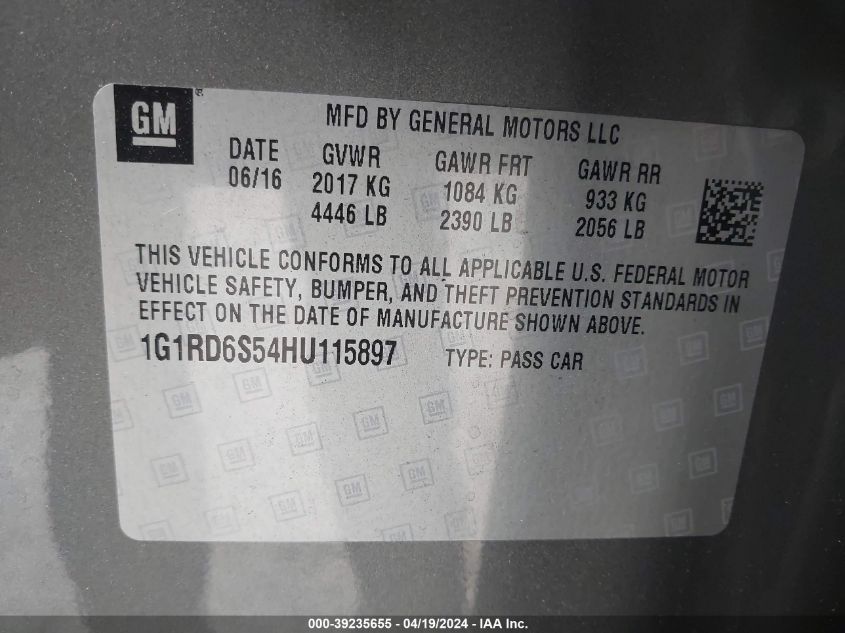 GM ®
MFD BY GENERAL MOTORS LLC
DATE GVWR GAWR FRT GAWR RR
06/16 2017 KG 1084 KG 933 KG
4446 LB 2390 LB 2056 LB
THIS VEHICLE CONFORMS TO ALL APPLICABLE U.S. FEDERAL MOTOR
VEHICLE SAFETY, BUMPER, AND THEFT PREVENTION STANDARDS IN
EFFECT ON THE DATE OF MANUFACTURE SHOWN ABOVE.
1G1RD6S54HU115897 TYPE: PASS CAR
000-39235655 - 04/19/2024 - IAA Inc.